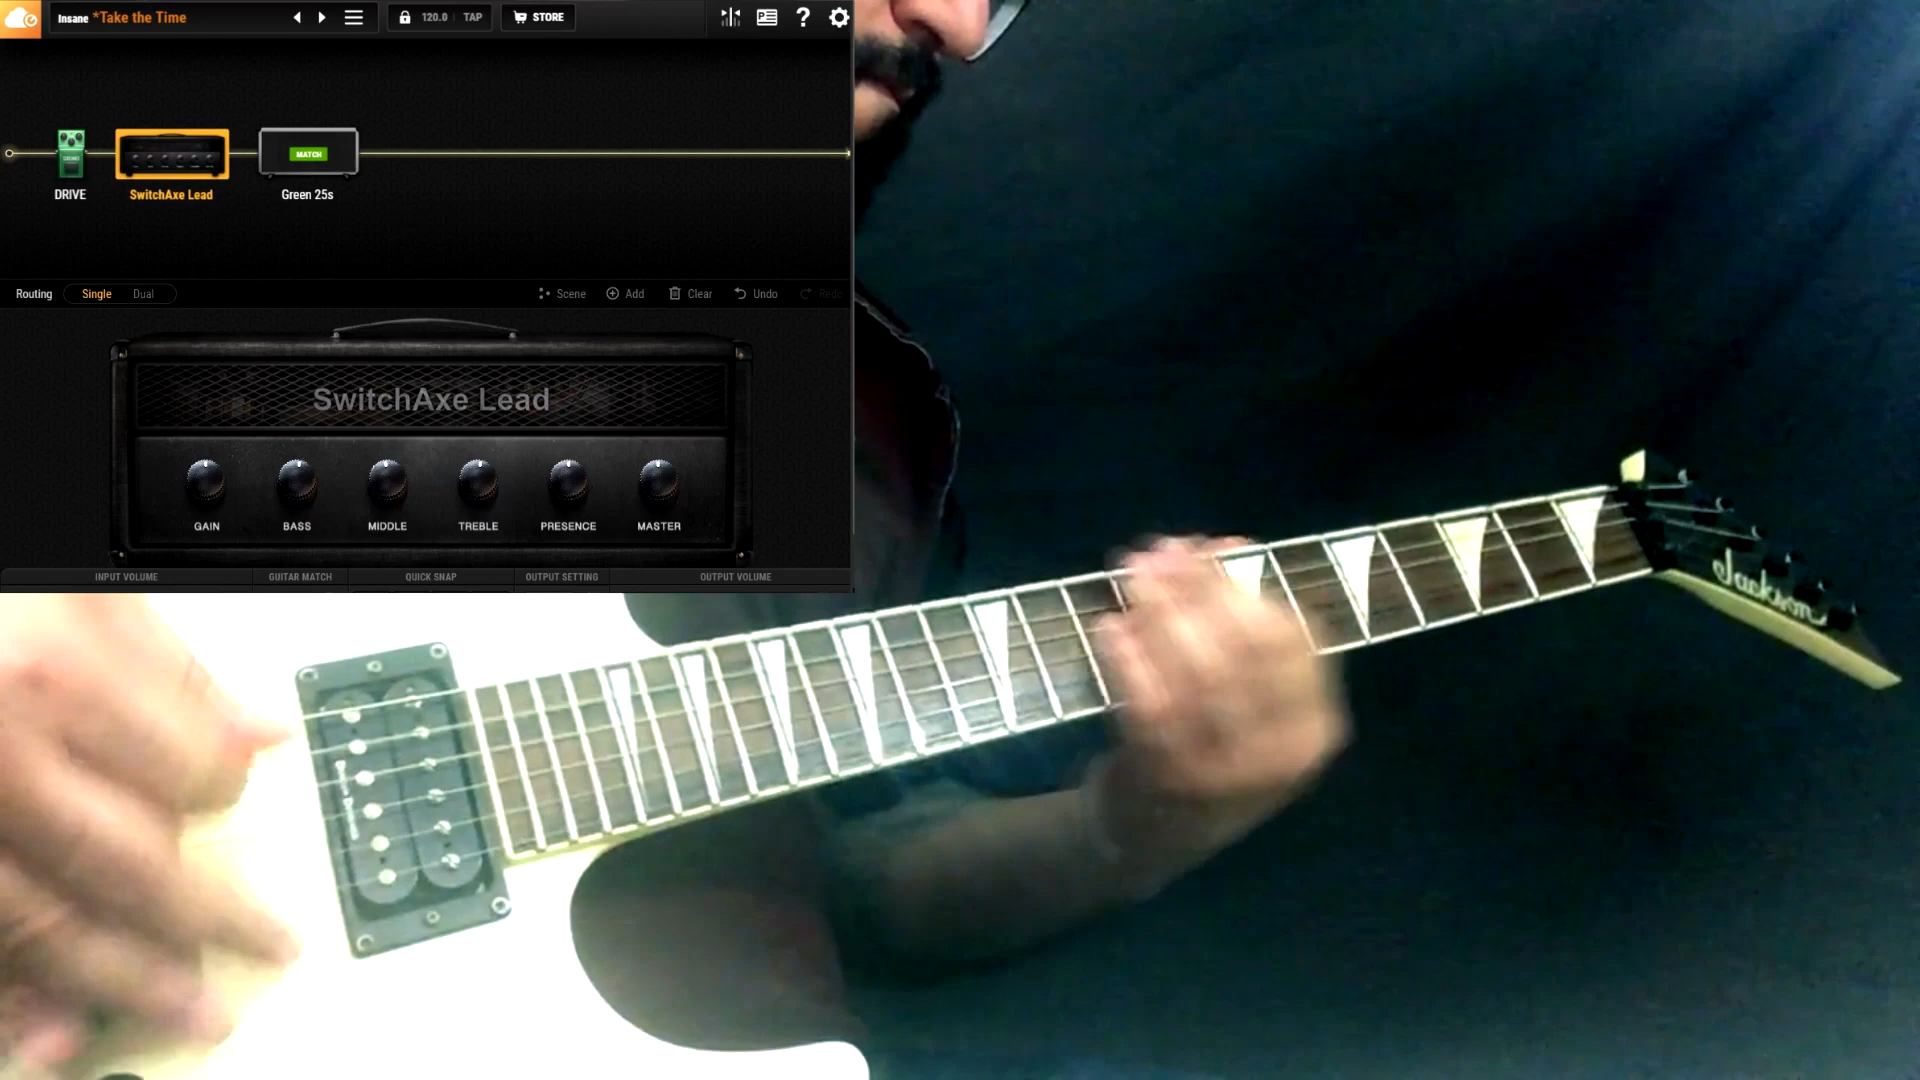 Insane *Take the Time
120.0 TAP
STORE
MATCH
DRIVE
SwitchAxe Lead
Green 25s
Routing Single Dual
Scene Add Clear Undo Redo
SwitchAxe Lead
GAIN BASS MIDDLE TREBLE PRESENCE MASTER
INPUT VOLUME GUITAR MATCH QUICK SNAP OUTPUT SETTING OUTPUT VOLUME
Jackson